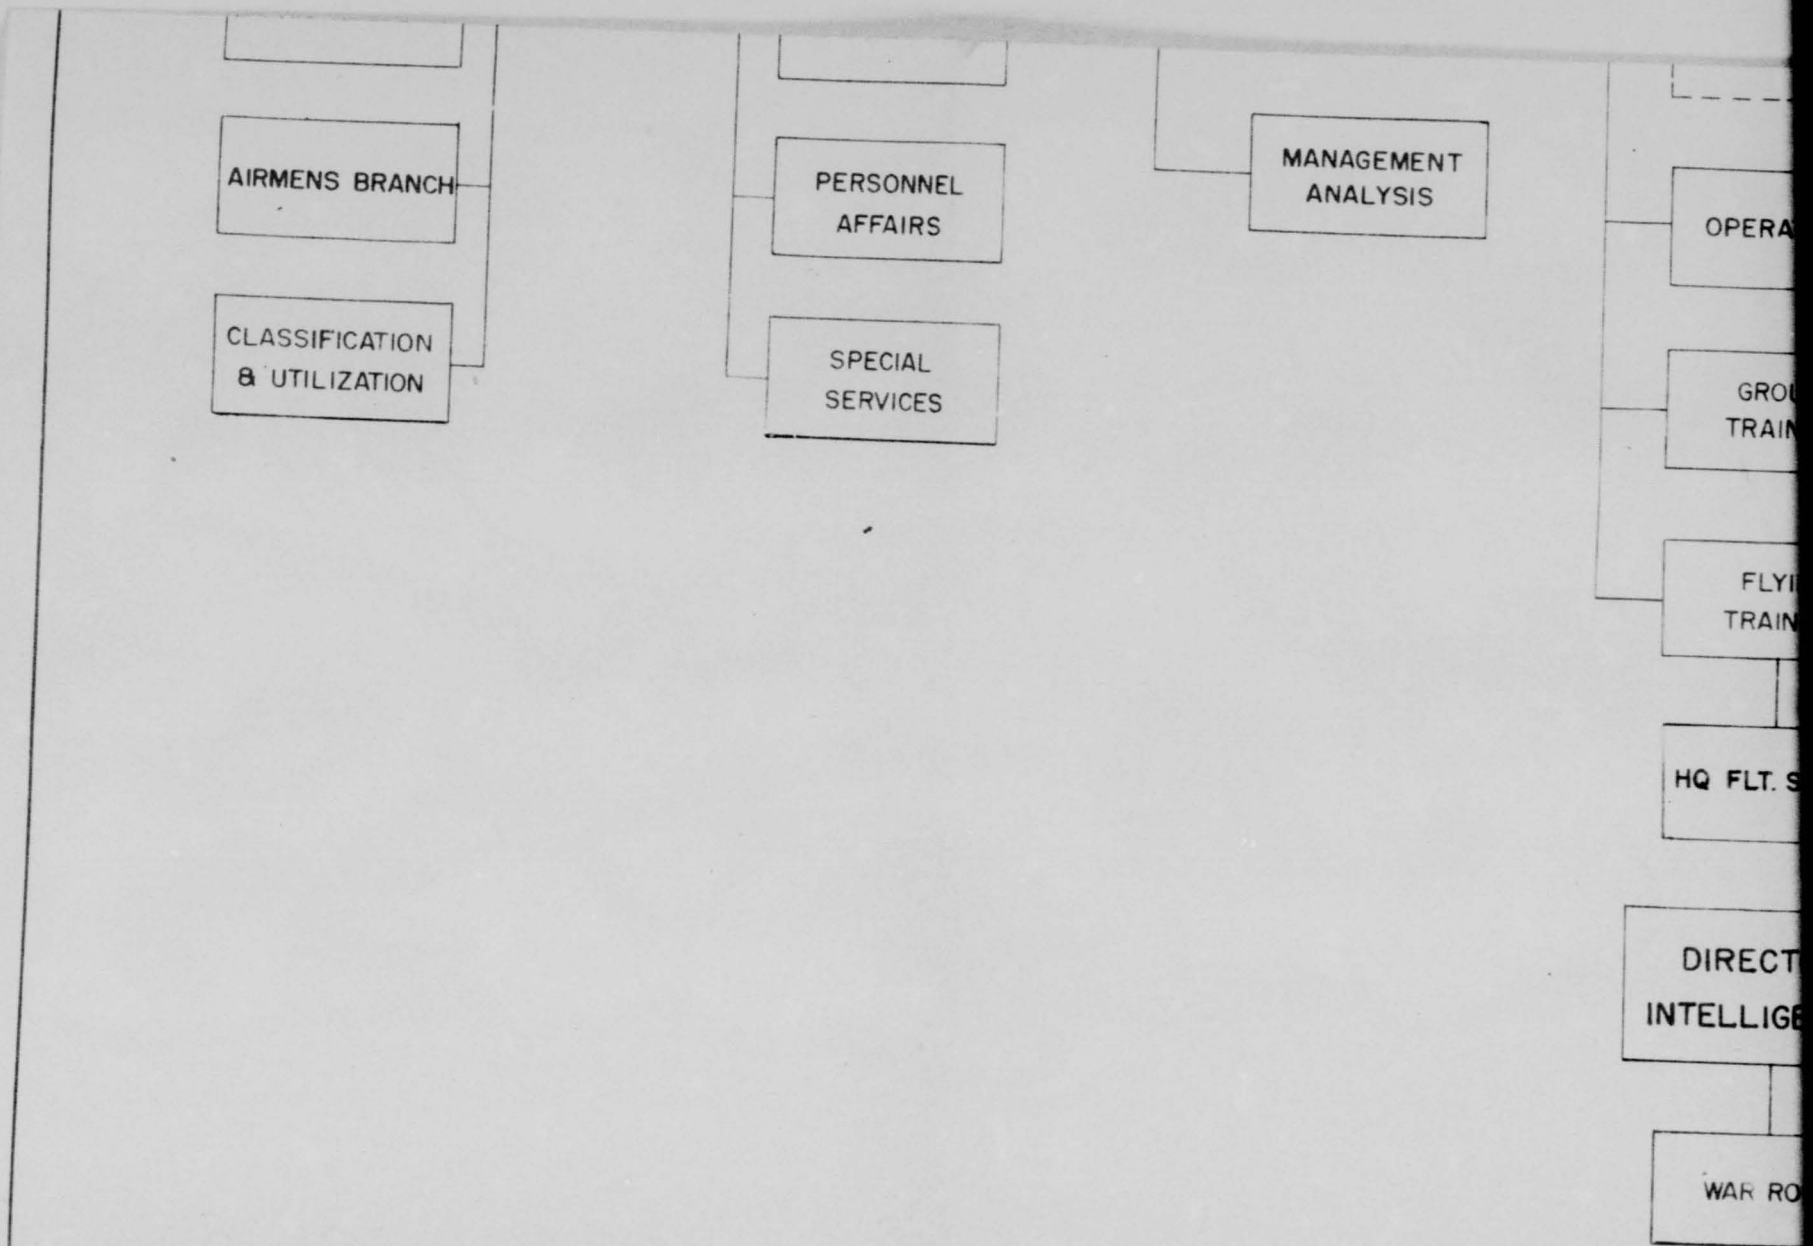 AIRMENS BRANCH
CLASSIFICATION
& UTILIZATION
PERSONNEL
AFFAIRS
SPECIAL
SERVICES
MANAGEMENT
ANALYSIS
OPERA
GROU
TRAIN
FLYI
TRAIN
HQ FLT. S
DIRECT
INTELLIGE
WAR RO